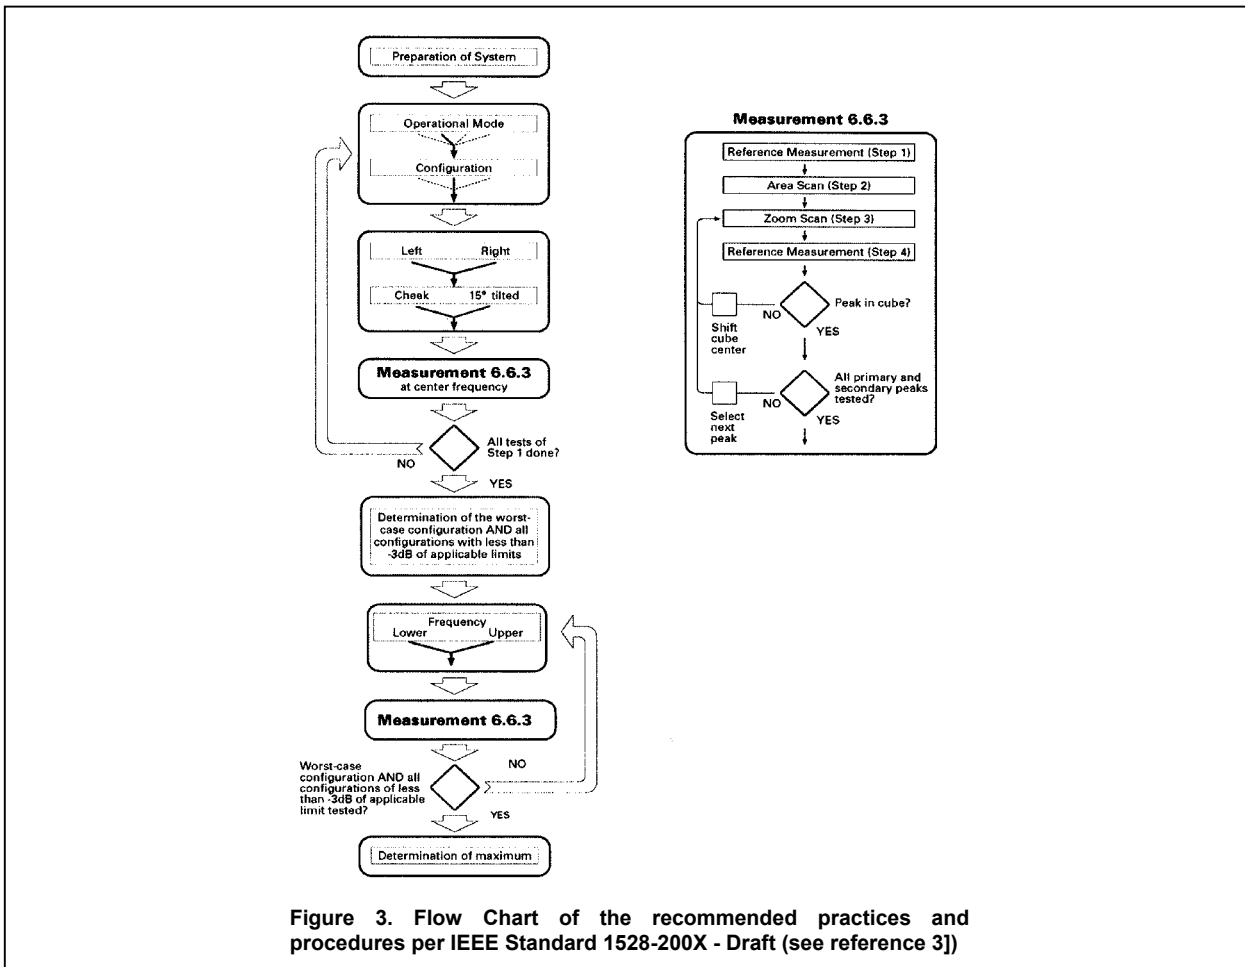 Preparation of System
Operational Mode
Configuration
Left Right
Cheek 15° tilted
Measurement 6.6.3
at center frequency
All tests of
Step 1 done?
NO
YES
Determination of the worst-
case configuration AND all
configurations with less than
-3dB of applicable limits
Frequency
Lower Upper
Measurement 6.6.3
Worst-case
configuration AND all
configurations of less
than -3dB of applicable
limit tested?
NO
YES
Determination of maximum
Measurement 6.6.3
Reference Measurement (Step 1)
Area Scan (Step 2)
Zoom Scan (Step 3)
Reference Measurement (Step 4)
Peak in cube?
NO
YES
Shift
cube
center
All primary and
secondary peaks
tested?
NO
YES
Select
next
peak
Figure 3. Flow Chart of the recommended practices and
procedures per IEEE Standard 1528-200X - Draft (see reference 3])